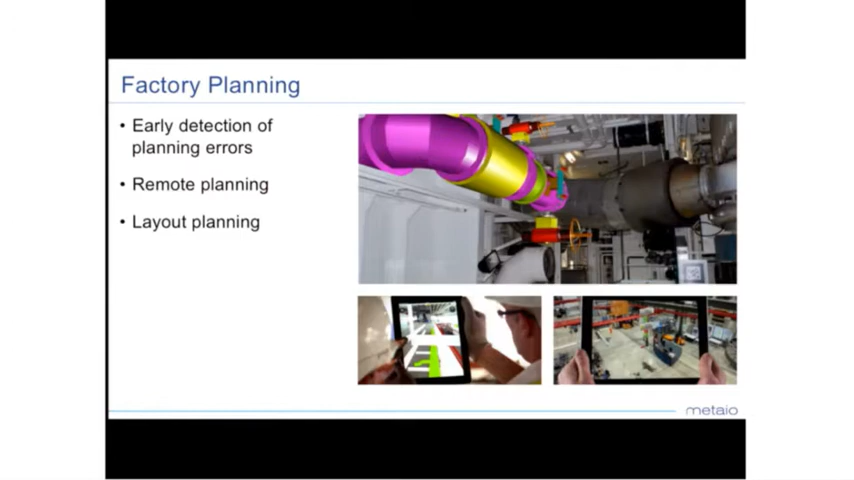 Factory Planning
• Early detection of
planning errors
• Remote planning
• Layout planning
metaio